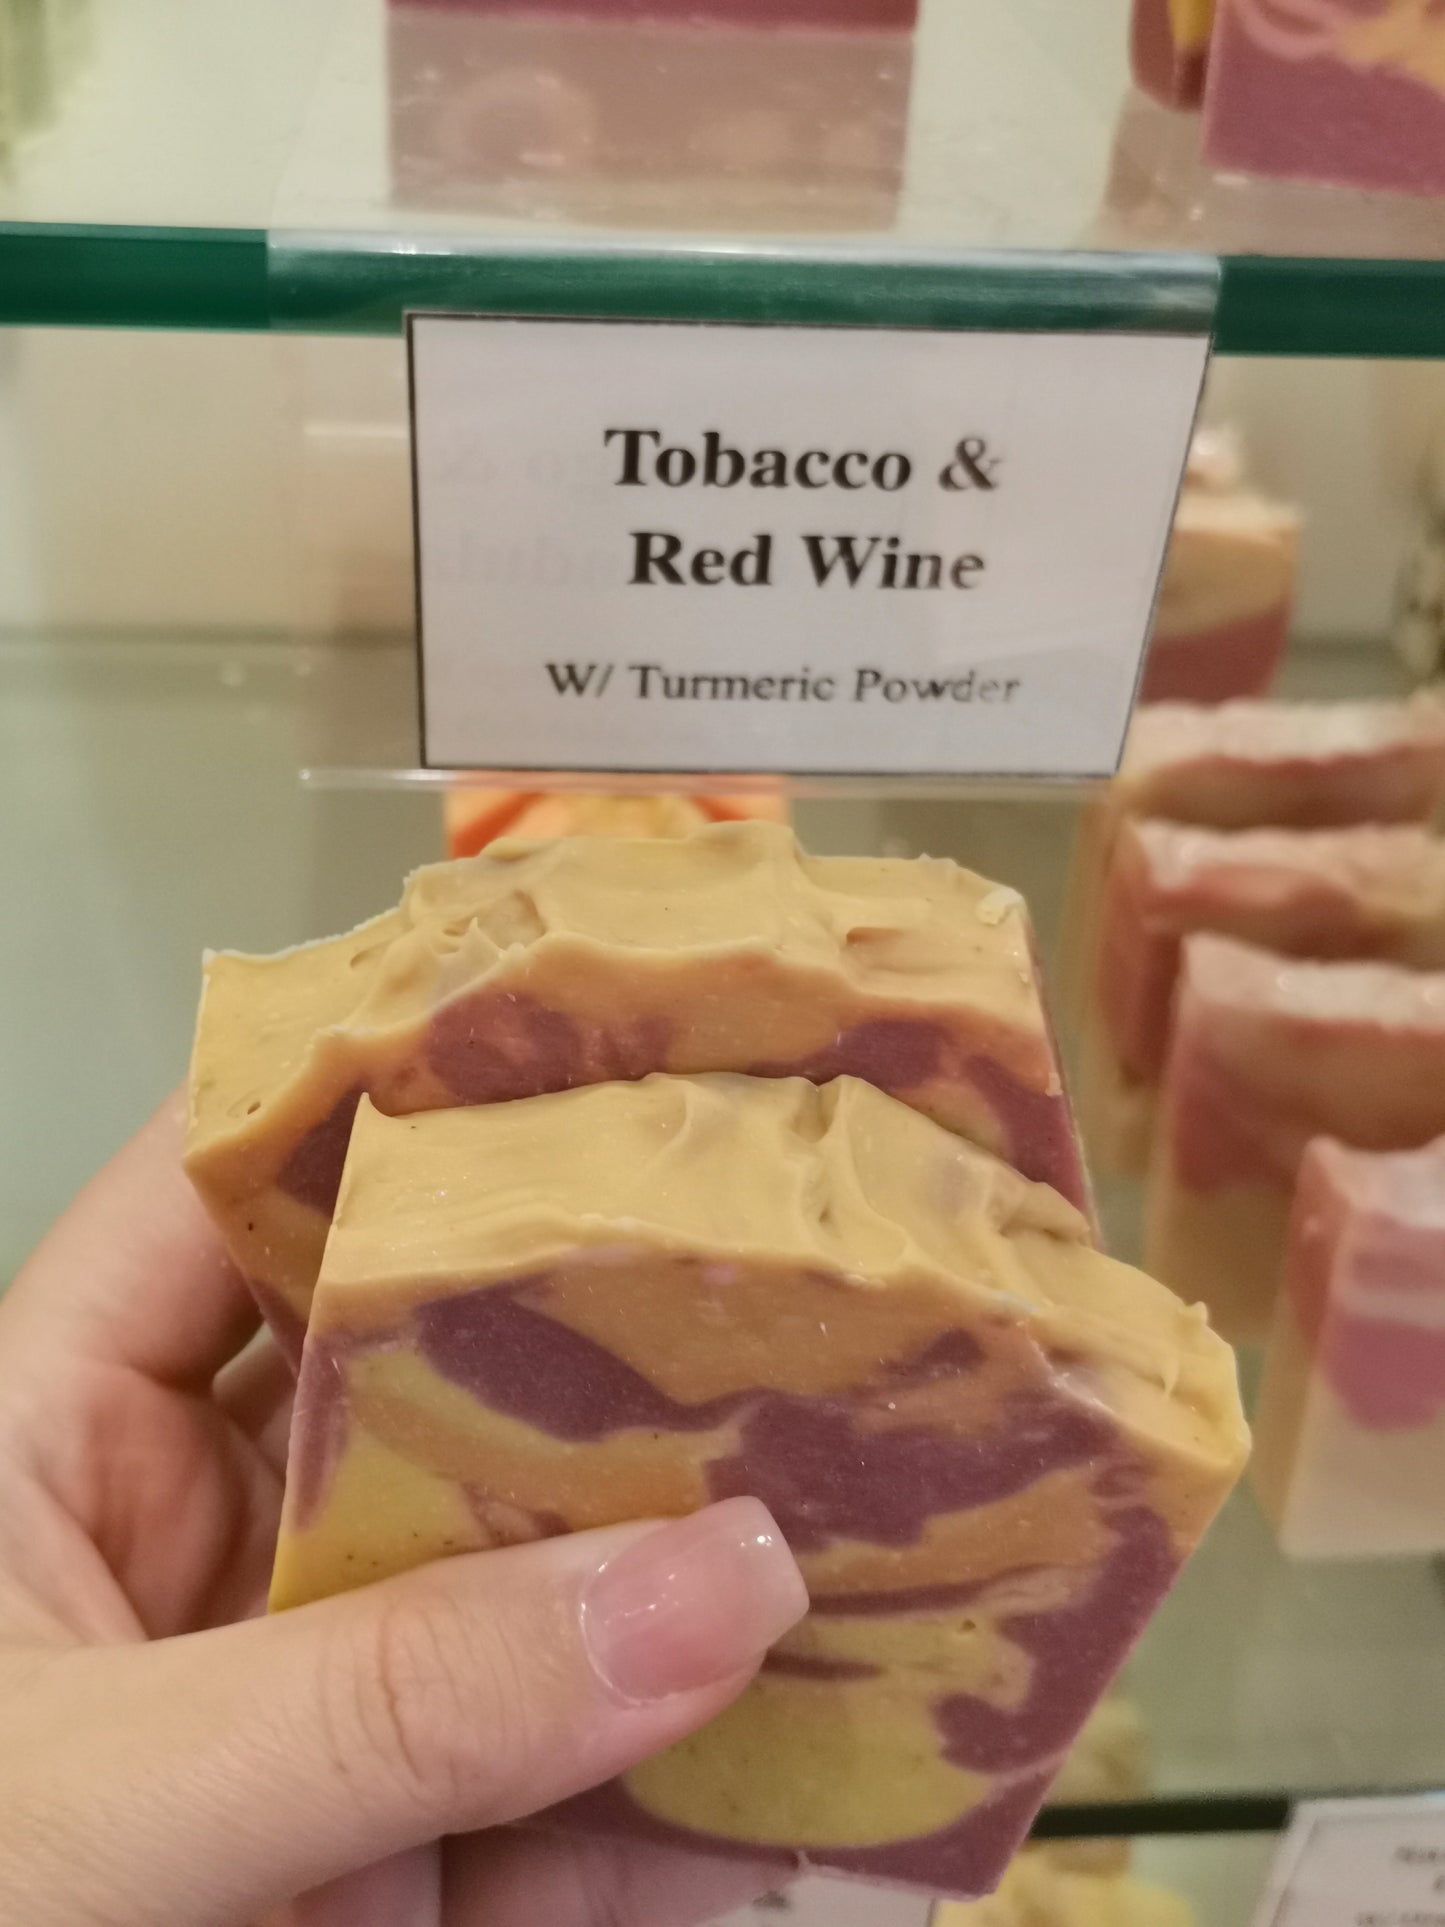 Tobacco &
Red Wine
W/ Turmeric Powder